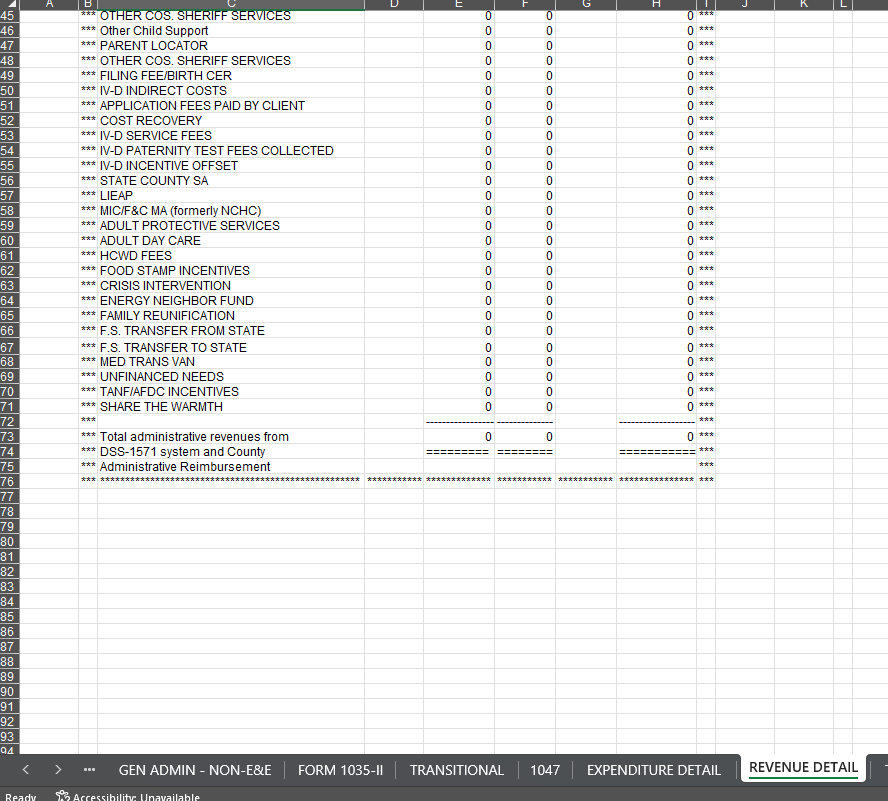 A B C D E F G H I J K L
45 *** OTHER COS. SHERIFF SERVICES 0 0 0 ***
46 *** Other Child Support 0 0 0 ***
47 *** PARENT LOCATOR 0 0 0 ***
48 *** OTHER COS. SHERIFF SERVICES 0 0 0 ***
49 *** FILING FEE/BIRTH CER 0 0 0 ***
50 *** IV-D INDIRECT COSTS 0 0 0 ***
51 *** APPLICATION FEES PAID BY CLIENT 0 0 0 ***
52 *** COST RECOVERY 0 0 0 ***
53 *** IV-D SERVICE FEES 0 0 0 ***
54 *** IV-D PATERNITY TEST FEES COLLECTED 0 0 0 ***
55 *** IV-D INCENTIVE OFFSET 0 0 0 ***
56 *** STATE COUNTY SA 0 0 0 ***
57 *** LIEAP 0 0 0 ***
58 *** MIC/F&C MA (formerly NCHC) 0 0 0 ***
59 *** ADULT PROTECTIVE SERVICES 0 0 0 ***
60 *** ADULT DAY CARE 0 0 0 ***
61 *** HCWD FEES 0 0 0 ***
62 *** FOOD STAMP INCENTIVES 0 0 0 ***
63 *** CRISIS INTERVENTION 0 0 0 ***
64 *** ENERGY NEIGHBOR FUND 0 0 0 ***
65 *** FAMILY REUNIFICATION 0 0 0 ***
66 *** F.S. TRANSFER FROM STATE 0 0 0 ***
67 *** F.S. TRANSFER TO STATE 0 0 0 ***
68 *** MED TRANS VAN 0 0 0 ***
69 *** UNFINANCED NEEDS 0 0 0 ***
70 *** TANF/AFDC INCENTIVES 0 0 0 ***
71 *** SHARE THE WARMTH 0 0 0 ***
72 *** ----------------- -------------- ------------------- ***
73 *** Total administrative revenues from 0 0 0 ***
74 *** DSS-1571 system and County ========= ======== =========== ***
75 *** Administrative Reimbursement ***
76 *** **************************************************** *********** ************* *********** *********** *************** ***
77
78
79
80
81
82
83
84
85
86
87
88
89
90
91
92
93
94
GEN ADMIN - NON-E&E FORM 1035-II TRANSITIONAL 1047 EXPENDITURE DETAIL REVENUE DETAIL
Ready Accessibility: Unavailable